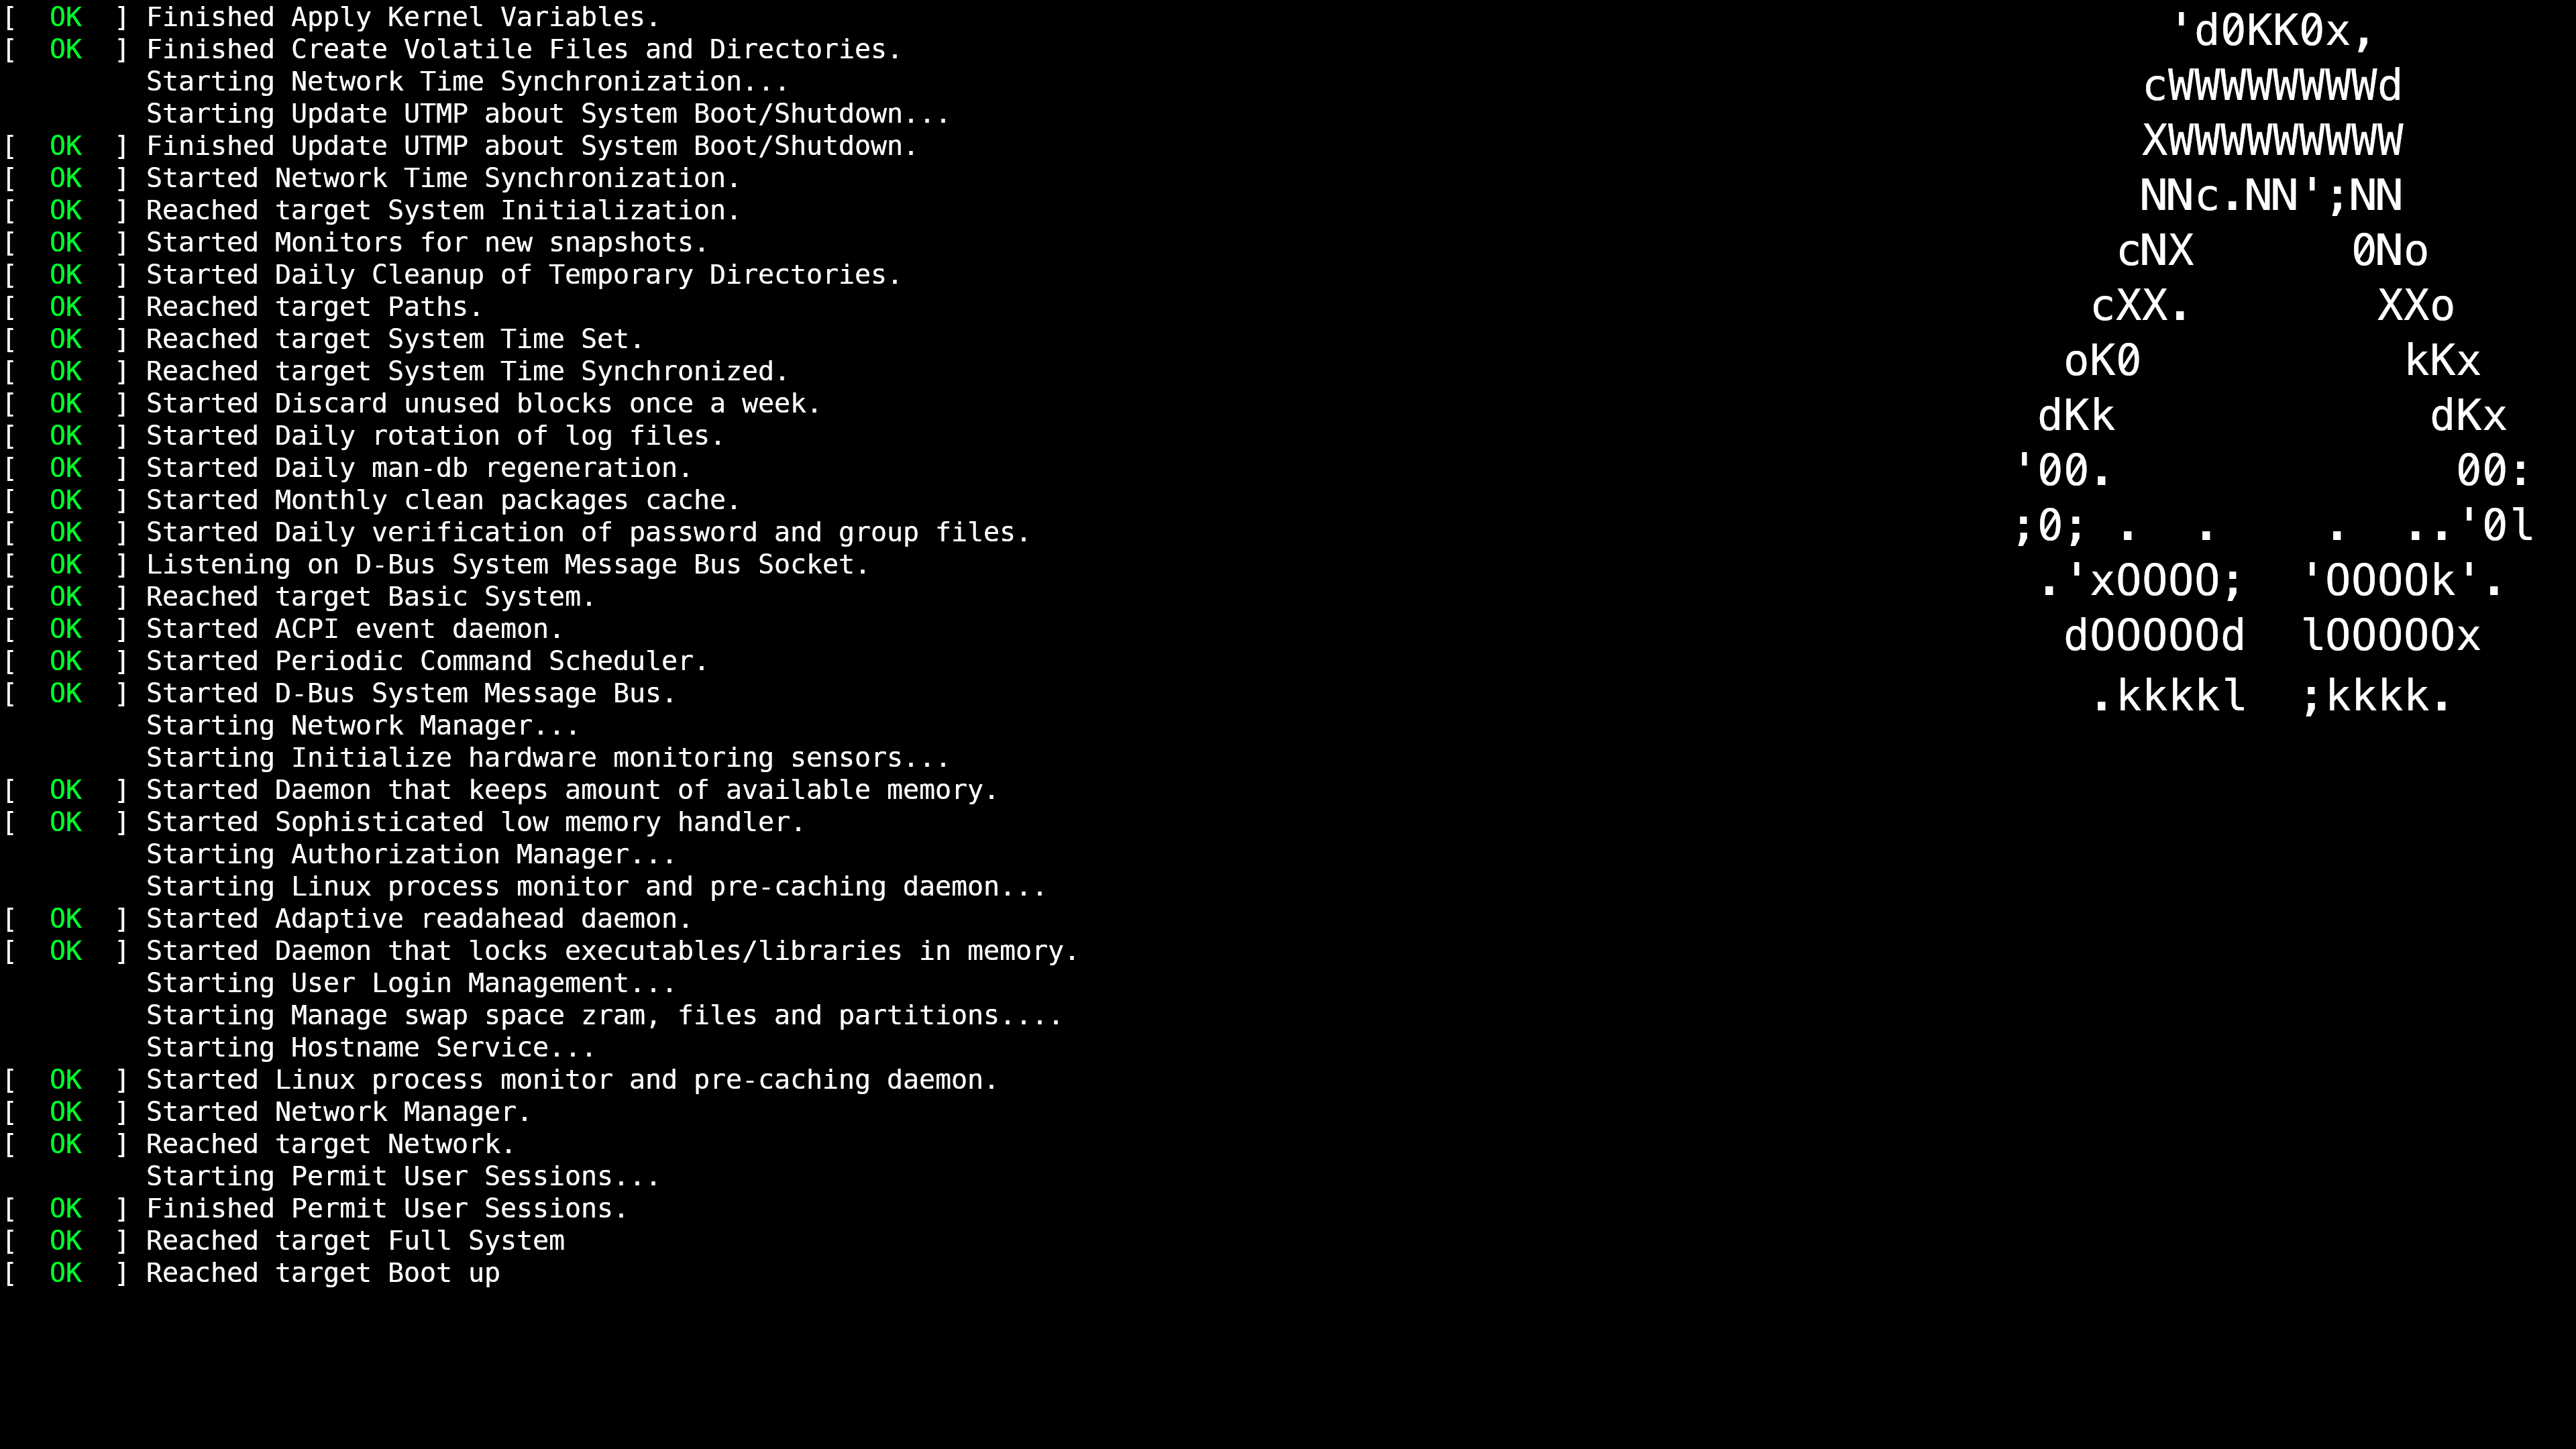 [  OK  ] Finished Apply Kernel Variables.
[  OK  ] Finished Create Volatile Files and Directories.
Starting Network Time Synchronization...
Starting Update UTMP about System Boot/Shutdown...
[  OK  ] Finished Update UTMP about System Boot/Shutdown.
[  OK  ] Started Network Time Synchronization.
[  OK  ] Reached target System Initialization.
[  OK  ] Started Monitors for new snapshots.
[  OK  ] Started Daily Cleanup of Temporary Directories.
[  OK  ] Reached target Paths.
[  OK  ] Reached target System Time Set.
[  OK  ] Reached target System Time Synchronized.
[  OK  ] Started Discard unused blocks once a week.
[  OK  ] Started Daily rotation of log files.
[  OK  ] Started Daily man-db regeneration.
[  OK  ] Started Monthly clean packages cache.
[  OK  ] Started Daily verification of password and group files.
[  OK  ] Listening on D-Bus System Message Bus Socket.
[  OK  ] Reached target Basic System.
[  OK  ] Started ACPI event daemon.
[  OK  ] Started Periodic Command Scheduler.
[  OK  ] Started D-Bus System Message Bus.
Starting Network Manager...
Starting Initialize hardware monitoring sensors...
[  OK  ] Started Daemon that keeps amount of available memory.
[  OK  ] Started Sophisticated low memory handler.
Starting Authorization Manager...
Starting Linux process monitor and pre-caching daemon...
[  OK  ] Started Adaptive readahead daemon.
[  OK  ] Started Daemon that locks executables/libraries in memory.
Starting User Login Management...
Starting Manage swap space zram, files and partitions....
Starting Hostname Service...
[  OK  ] Started Linux process monitor and pre-caching daemon.
[  OK  ] Started Network Manager.
[  OK  ] Reached target Network.
Starting Permit User Sessions...
[  OK  ] Finished Permit User Sessions.
[  OK  ] Reached target Full System
[  OK  ] Reached target Boot up
'd0KK0x,
cWWWWWWWWd
XWWWWWWWWW
NNc.NN';NN
cNX      0No
cXX.       XXo
oK0          kKx
dKk            dKx
'00.             00:
;0; .  .    .  ..'0l
.'xOOOO;  'OOOOk'.
dOOOOOd  lOOOOOx
.kkkkl  ;kkkk.